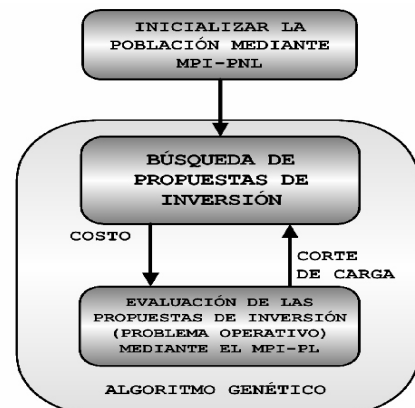 INICIALIZAR LA
POBLACIÓN MEDIANTE
MPI-PNL
BÚSQUEDA DE
PROPUESTAS DE
INVERSIÓN
COSTO
CORTE
DE CARGA
EVALUACIÓN DE LAS
PROPUESTAS DE INVERSIÓN
(PROBLEMA OPERATIVO)
MEDIANTE EL MPI-PL
ALGORITMO GENÉTICO